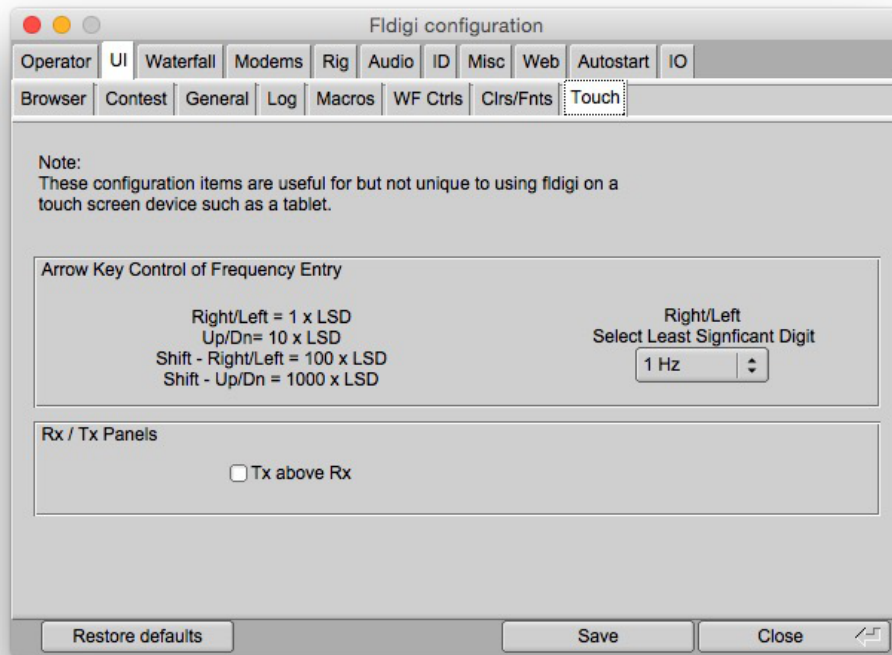 Fldigi configuration
Operator UI Waterfall Modems Rig Audio ID Misc Web Autostart IO
Browser Contest General Log Macros WF Ctrls Clrs/Fnts Touch
Note:
These configuration items are useful for but not unique to using fldigi on a
touch screen device such as a tablet.
Arrow Key Control of Frequency Entry
Right/Left = 1 x LSD
Up/Dn= 10 x LSD
Shift - Right/Left = 100 x LSD
Shift - Up/Dn = 1000 x LSD
Right/Left
Select Least Signficant Digit
1 Hz
Rx / Tx Panels
Tx above Rx
Restore defaults Save Close